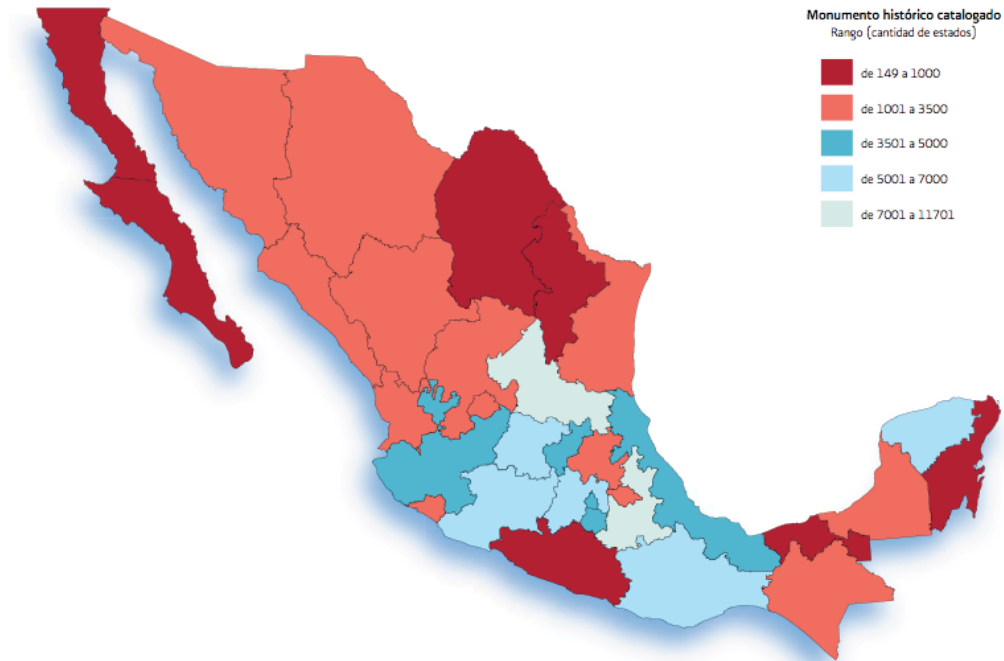 Monumento histórico catalogado
Rango (cantidad de estados)
de 149 a 1000
de 1001 a 3500
de 3501 a 5000
de 5001 a 7000
de 7001 a 11701